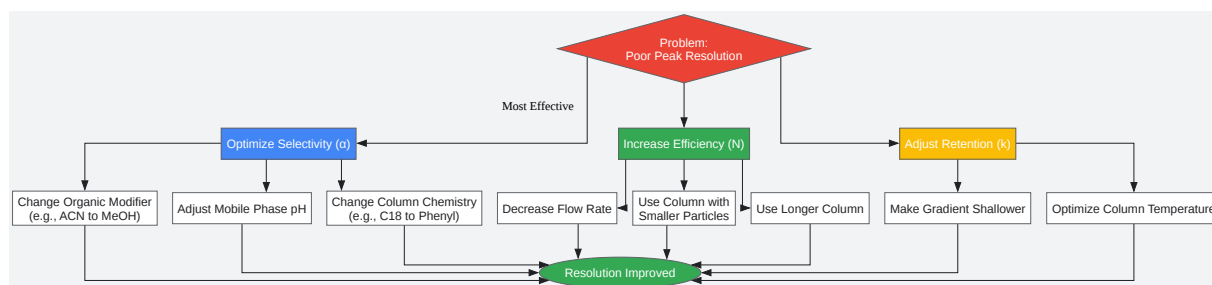 Problem:
Poor Peak Resolution
Most Effective
Optimize Selectivity (α)
Increase Efficiency (N)
Adjust Retention (k)
Change Organic Modifier
(e.g., ACN to MeOH)
Adjust Mobile Phase pH
Change Column Chemistry
(e.g., C18 to Phenyl)
Decrease Flow Rate
Use Column with
Smaller Particles
Use Longer Column
Make Gradient Shallower
Optimize Column Temperature
Resolution Improved